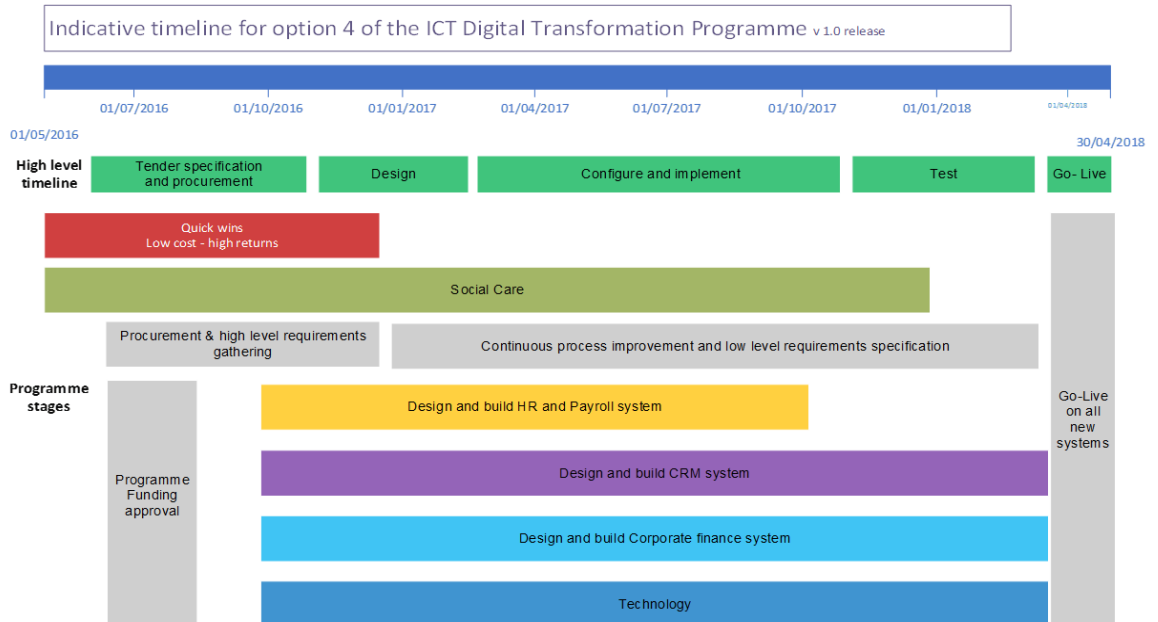 Indicative timeline for option 4 of the ICT Digital Transformation Programme v 1.0 release
01/07/2016
01/10/2016
01/01/2017
01/04/2017
01/07/2017
01/10/2017
01/01/2018
01/04/2018
01/05/2016
30/04/2018
High level
timeline
Tender specification
and procurement
Design
Configure and implement
Test
Go- Live
Quick wins
Low cost - high returns
Social Care
Procurement & high level requirements
gathering
Continuous process improvement and low level requirements specification
Programme
stages
Design and build HR and Payroll system
Go-Live
on all
new
systems
Design and build CRM system
Programme
Funding
approval
Design and build Corporate finance system
Technology